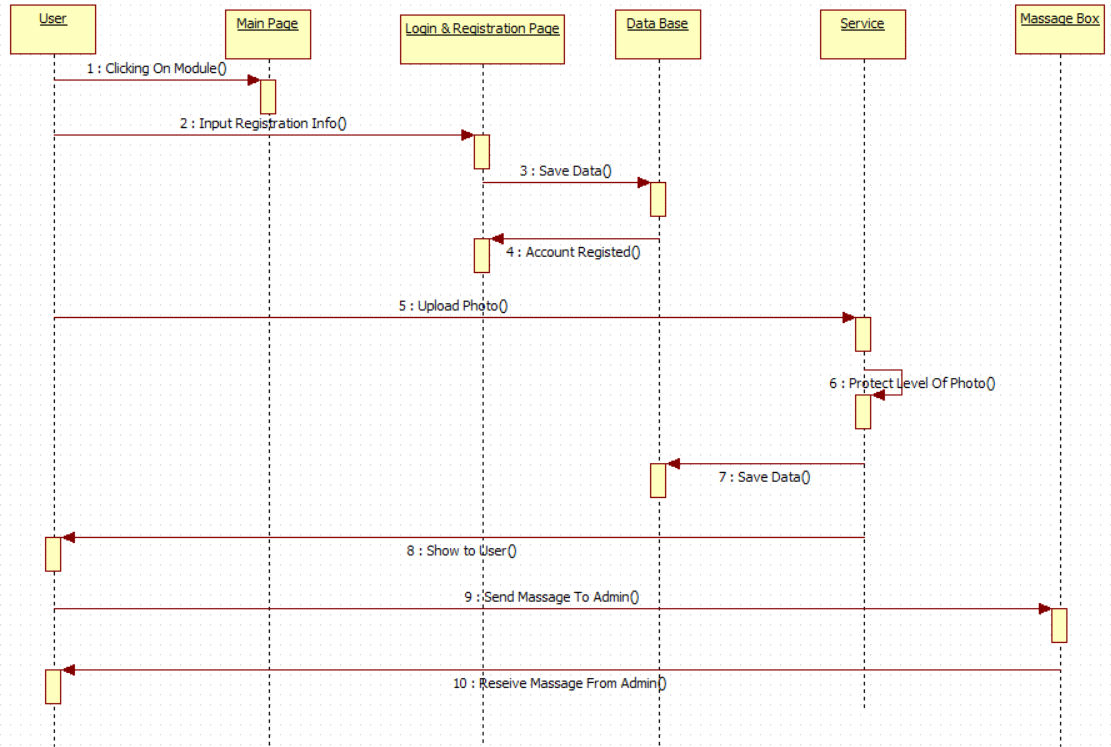 User
Main Page
Login & Registration Page
Data Base
Service
Massage Box
1 : Clicking On Module()
2 : Input Registration Info()
3 : Save Data()
4 : Account Registed()
5 : Upload Photo()
6 : Protect Level Of Photo()
7 : Save Data()
8 : Show to User()
9 : Send Massage To Admin()
10 : Reseive Massage From Admin()